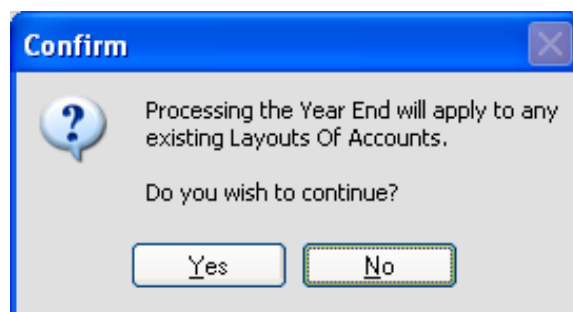 Confirm
Processing the Year End will apply to any
existing Layouts Of Accounts.
Do you wish to continue?
Yes
No